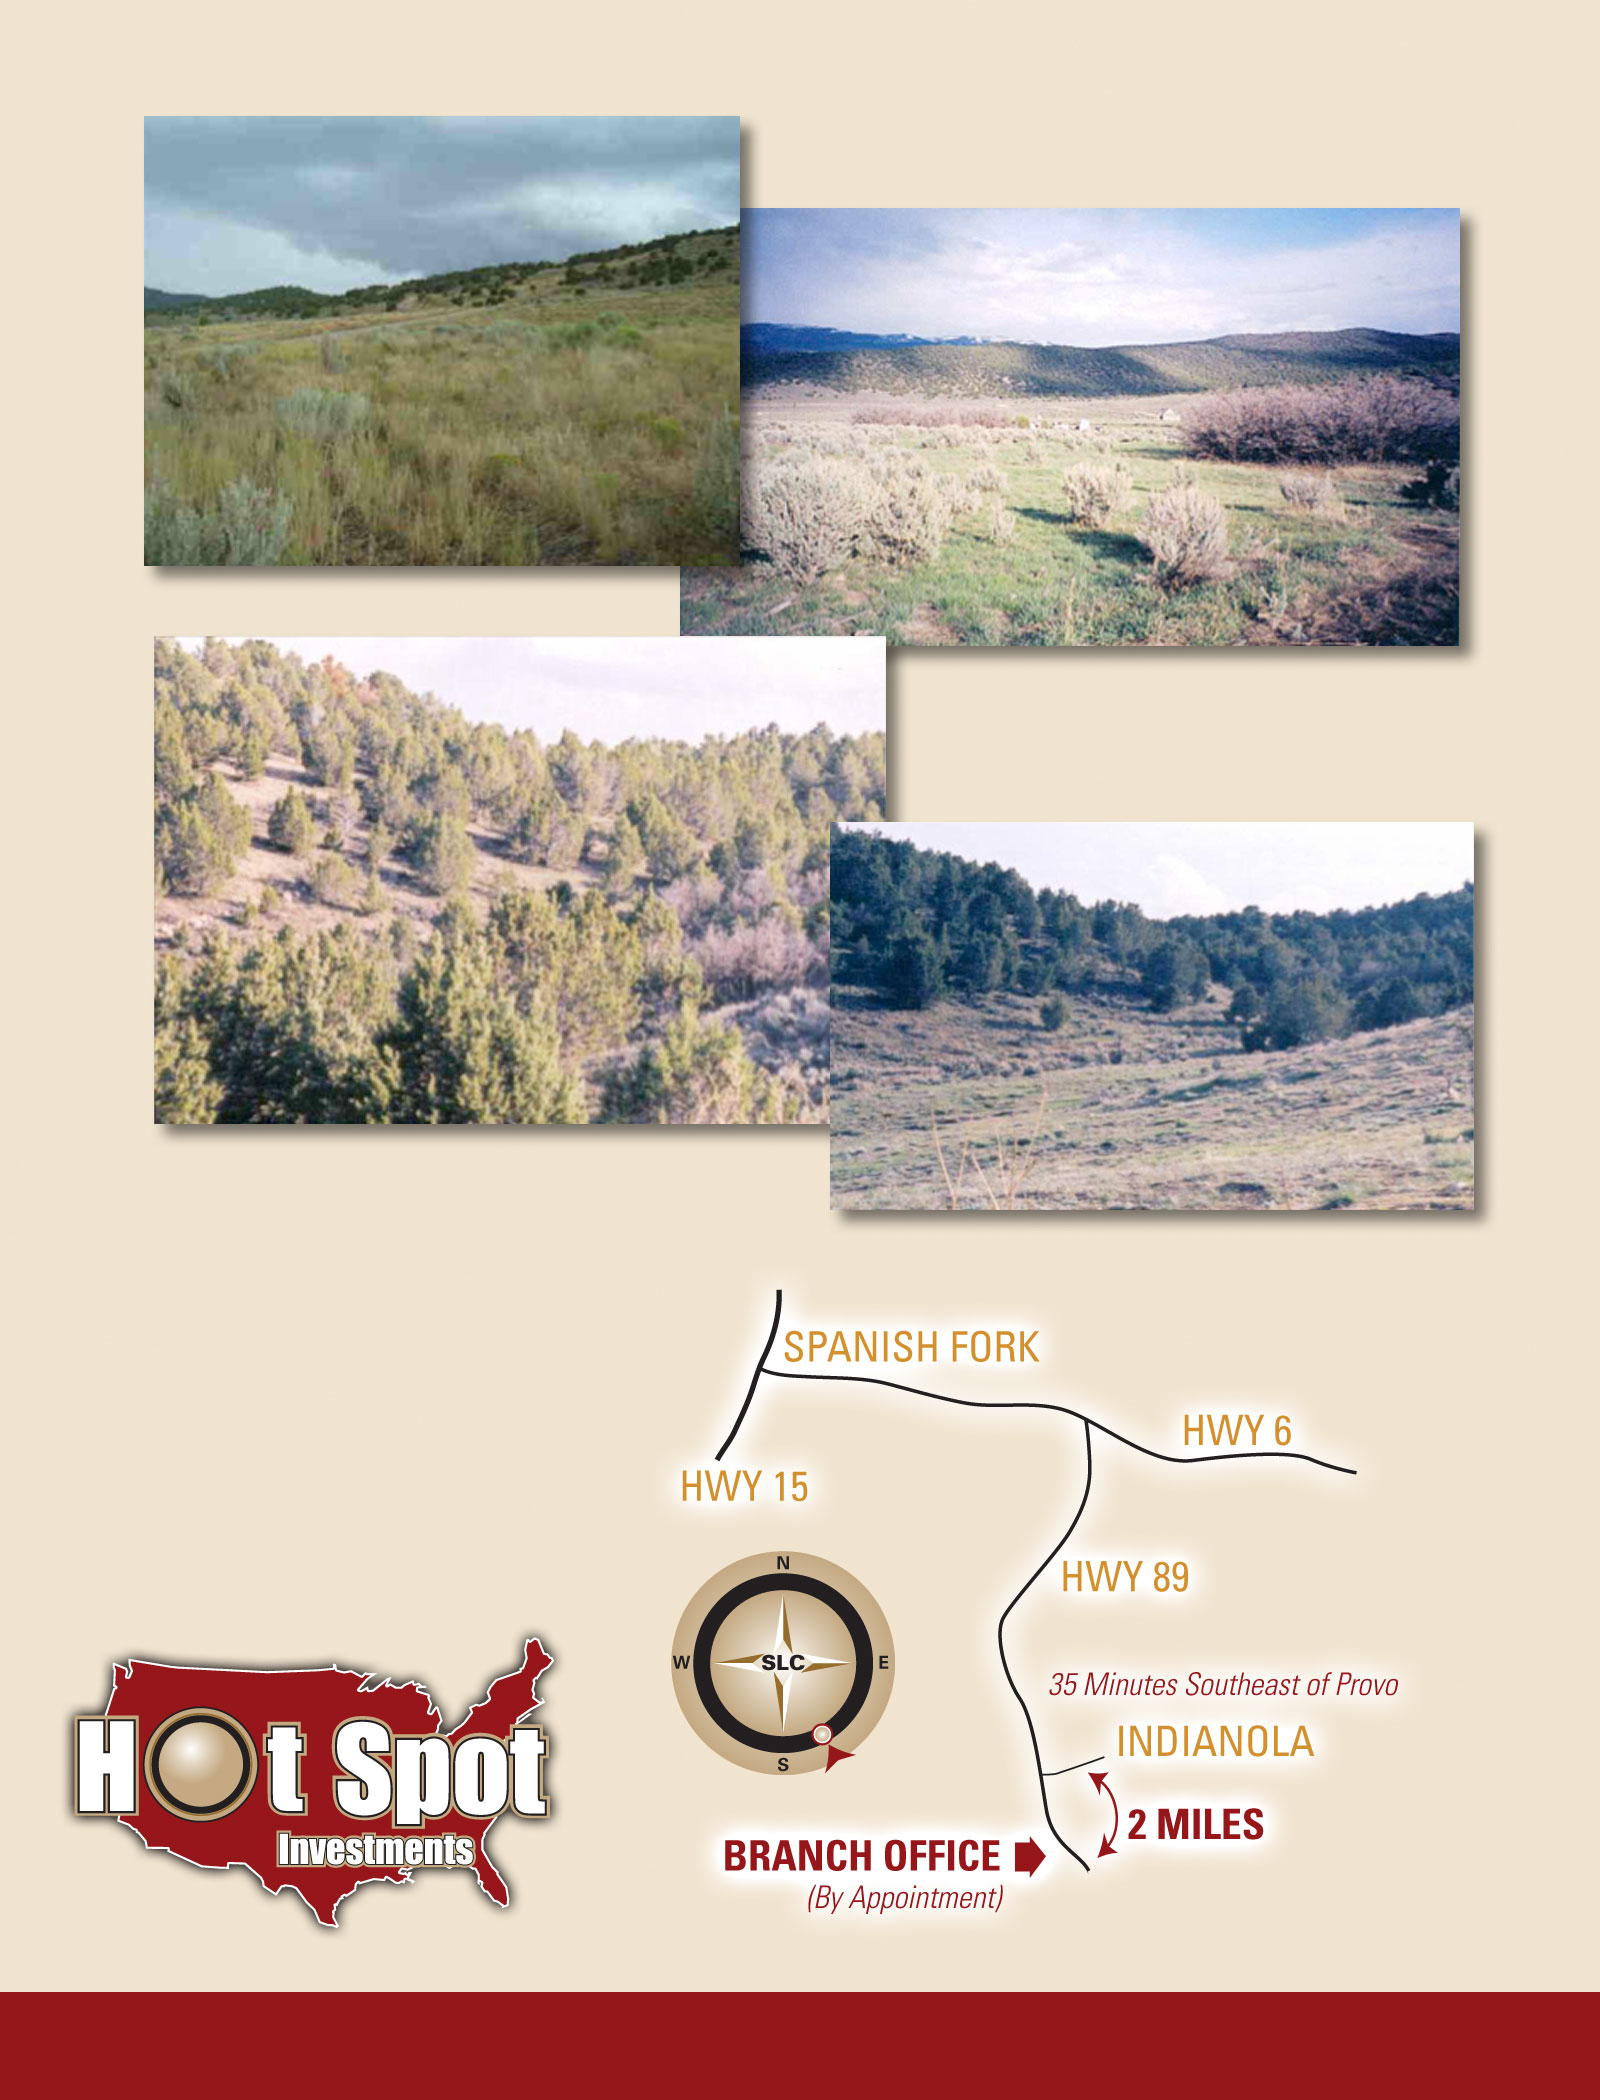 SPANISH FORK
HWY 6
HWY 15
N
HWY 89
W
SLC
E
S
35 Minutes Southeast of Provo
INDIANOLA
2 MILES
BRANCH OFFICE
(By Appointment)
Hot Spot
Investments